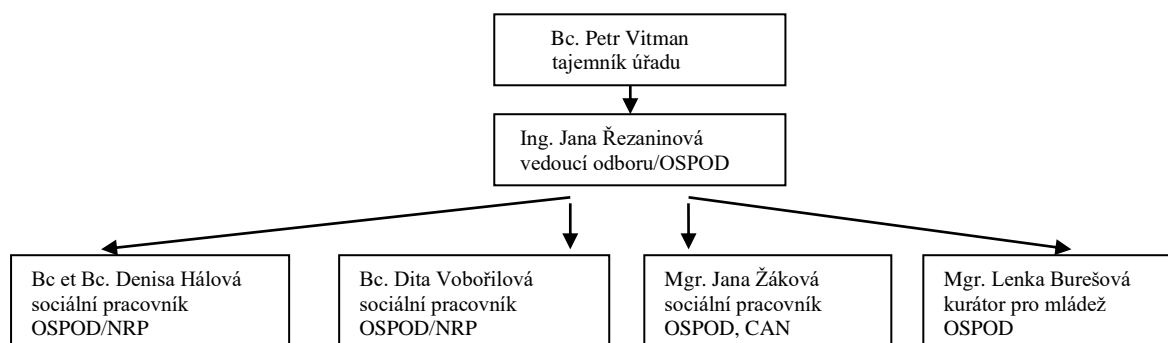 Bc. Petr Vitman
tajemník úřadu
Ing. Jana Řezaninová
vedoucí odboru/OSPOD
Bc et Bc. Denisa Hálová
sociální pracovník
OSPOD/NRP
Bc. Dita Vobořilová
sociální pracovník
OSPOD/NRP
Mgr. Jana Žáková
sociální pracovník
OSPOD, CAN
Mgr. Lenka Burešová
kurátor pro mládež
OSPOD